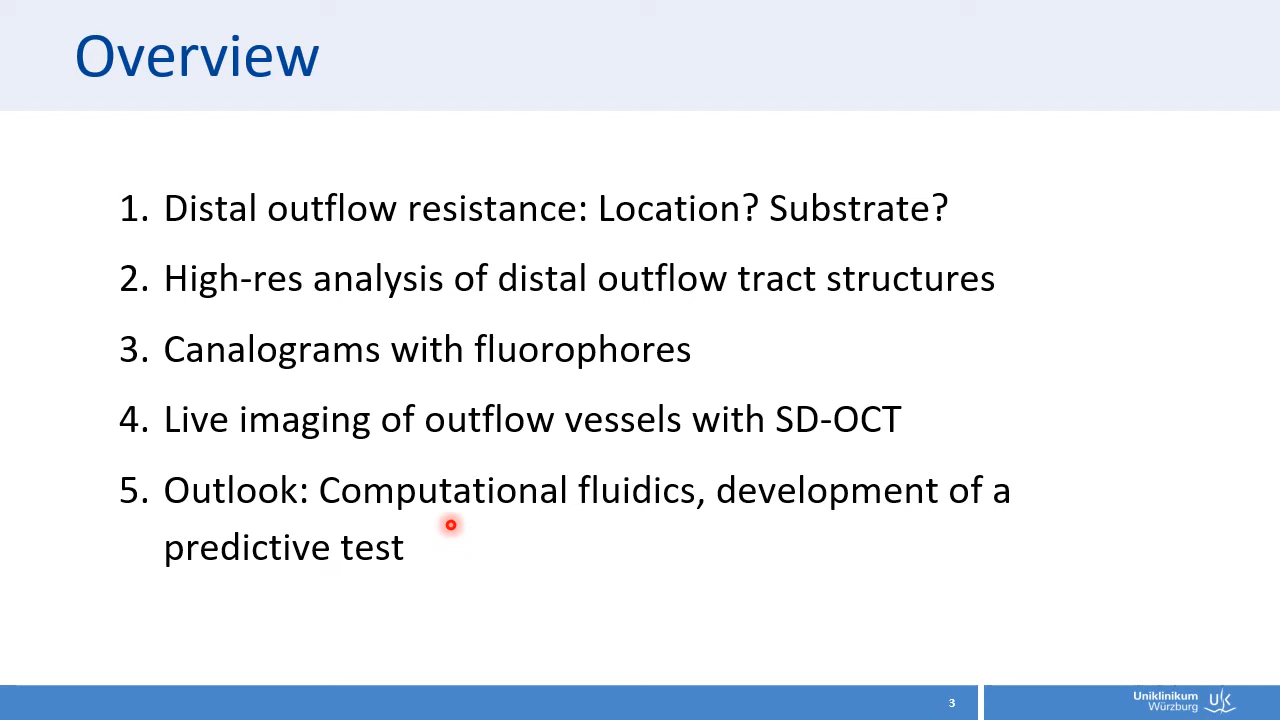 Overview
1. Distal outflow resistance: Location? Substrate?
2. High-res analysis of distal outflow tract structures
3. Canalograms with fluorophores
4. Live imaging of outflow vessels with SD-OCT
5. Outlook: Computational fluidics, development of a
predictive test
3
Uniklinikum
Würzburg
UK